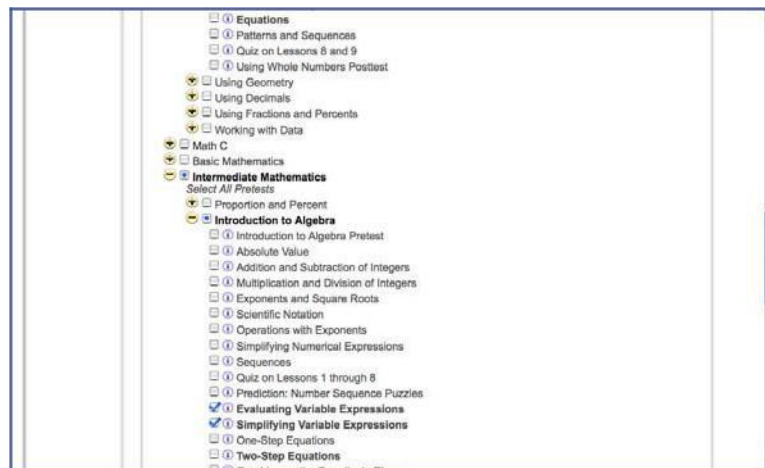 Equations
Patterns and Sequences
Quiz on Lessons 8 and 9
Using Whole Numbers Posttest
Using Geometry
Using Decimals
Using Fractions and Percents
Working with Data
Math C
Basic Mathematics
Intermediate Mathematics
Select All Pretests
Proportion and Percent
Introduction to Algebra
Introduction to Algebra Pretest
Absolute Value
Addition and Subtraction of Integers
Multiplication and Division of Integers
Exponents and Square Roots
Scientific Notation
Operations with Exponents
Simplifying Numerical Expressions
Sequences
Quiz on Lessons 1 through 8
Prediction: Number Sequence Puzzles
Evaluating Variable Expressions
Simplifying Variable Expressions
One-Step Equations
Two-Step Equations